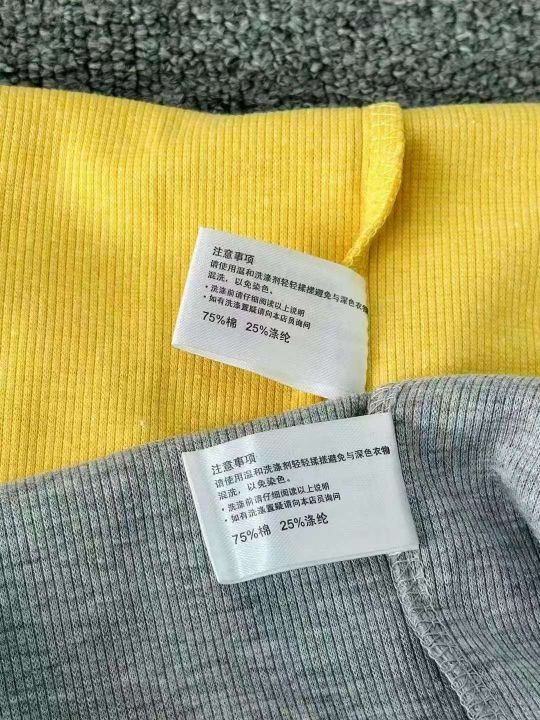 注意事项
请使用温和洗涤剂轻轻揉搓避免与深色衣物
混洗，以免染色。
・洗涤前请仔细阅读以上说明
・如有洗涤置疑请向本店员询问
75%棉 25%涤纶
注意事项
请使用温和洗涤剂轻轻揉搓避免与深色衣物
混洗，以免染色。
・洗涤前请仔细阅读以上说明
・如有洗涤置疑请向本店员询问
75%棉 25%涤纶